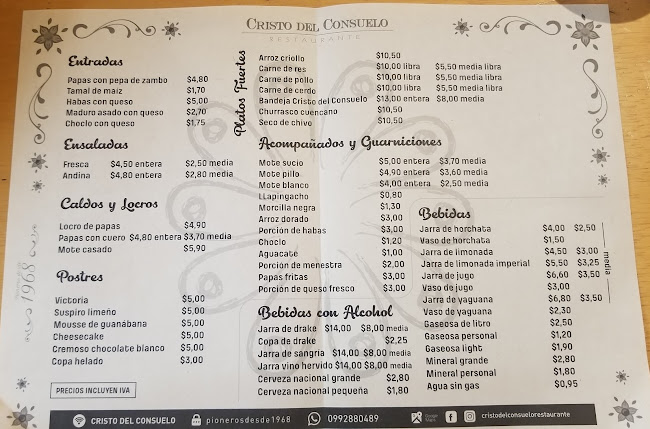 CRISTO DEL CONSUELO
RESTAURANTE
Entradas
Papas con pepa de zambo $4,80
Tamal de maíz $1,70
Habas con queso $5,00
Maduro asado con queso $2,70
Choclo con queso $1,75
Ensaladas
Fresca $4,50 entera $2,50 media
Andina $4,80 entera $2,80 media
Caldos y Locros
Locro de papas $4,90
Papas con cuero $4,80 entera $3,70 media
Mote casado $5,90
Postres
Victoria $5,00
Suspiro limeño $5,00
Mousse de guanábana $5,00
Cheesecake $5,00
Cremoso chocolate blanco $5,00
Copa helado $3,00
PRECIOS INCLUYEN IVA
Platos Fuertes
Arroz criollo $10,50
Carne de res $10,00 libra $5,50 media libra
Carne de pollo $10,00 libra $5,50 media libra
Carne de cerdo $10,00 libra $5,50 media libra
Bandeja Cristo del Consuelo $13,00 entera $8,00 media
Churrasco cuencano $10,50
Seco de chivo $10,50
Acompañados y Guarniciones
Mote sucio $5,00 entera $3,70 media
Mote pillo $4,90 entera $3,60 media
Mote blanco $4,00 entera $2,50 media
LLapingacho $0,80
Morcilla negra $1,30
Arroz dorado $3,00
Porción de habas $3,00
Choclo $1,20
Aguacate $1,00
Porción de menestra $2,00
Papas fritas $3,00
Porción de queso fresco $3,00
Bebidas con Alcohol
Jarra de drake $14,00 $8,00 media
Copa de drake $2,25
Jarra de sangría $14,00 $8,00 media
Jarra vino hervido $14,00 $8,00 media
Cerveza nacional grande $2,80
Cerveza nacional pequeña $1,80
Bebidas
Jarra de horchata $4,00 $2,50
Vaso de horchata $1,50
Jarra de limonada $4,50 $3,00
Jarra de limonada imperial $5,50 $3,25
Jarra de jugo $6,60 $3,50
Vaso de jugo $3,00
Jarra de yaguana $6,80 $3,50
Vaso de yaguana $2,30
Gaseosa de litro $2,50
Gaseosa personal $1,20
Gaseosa light $1,90
Mineral grande $2,80
Mineral personal $1,80
Agua sin gas $0,95
media
CRISTO DEL CONSUELO
pionerosdesde1968
0992880489
cristodelconsuelorestaurante